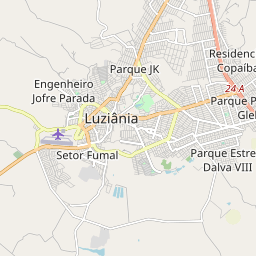 Residenc
Copaíba
Parque JK
Engenheiro
Jofre Parada
24 A
Parque P
Gleb
Luziânia
Setor Fumal
Parque Estre
Dalva VIII